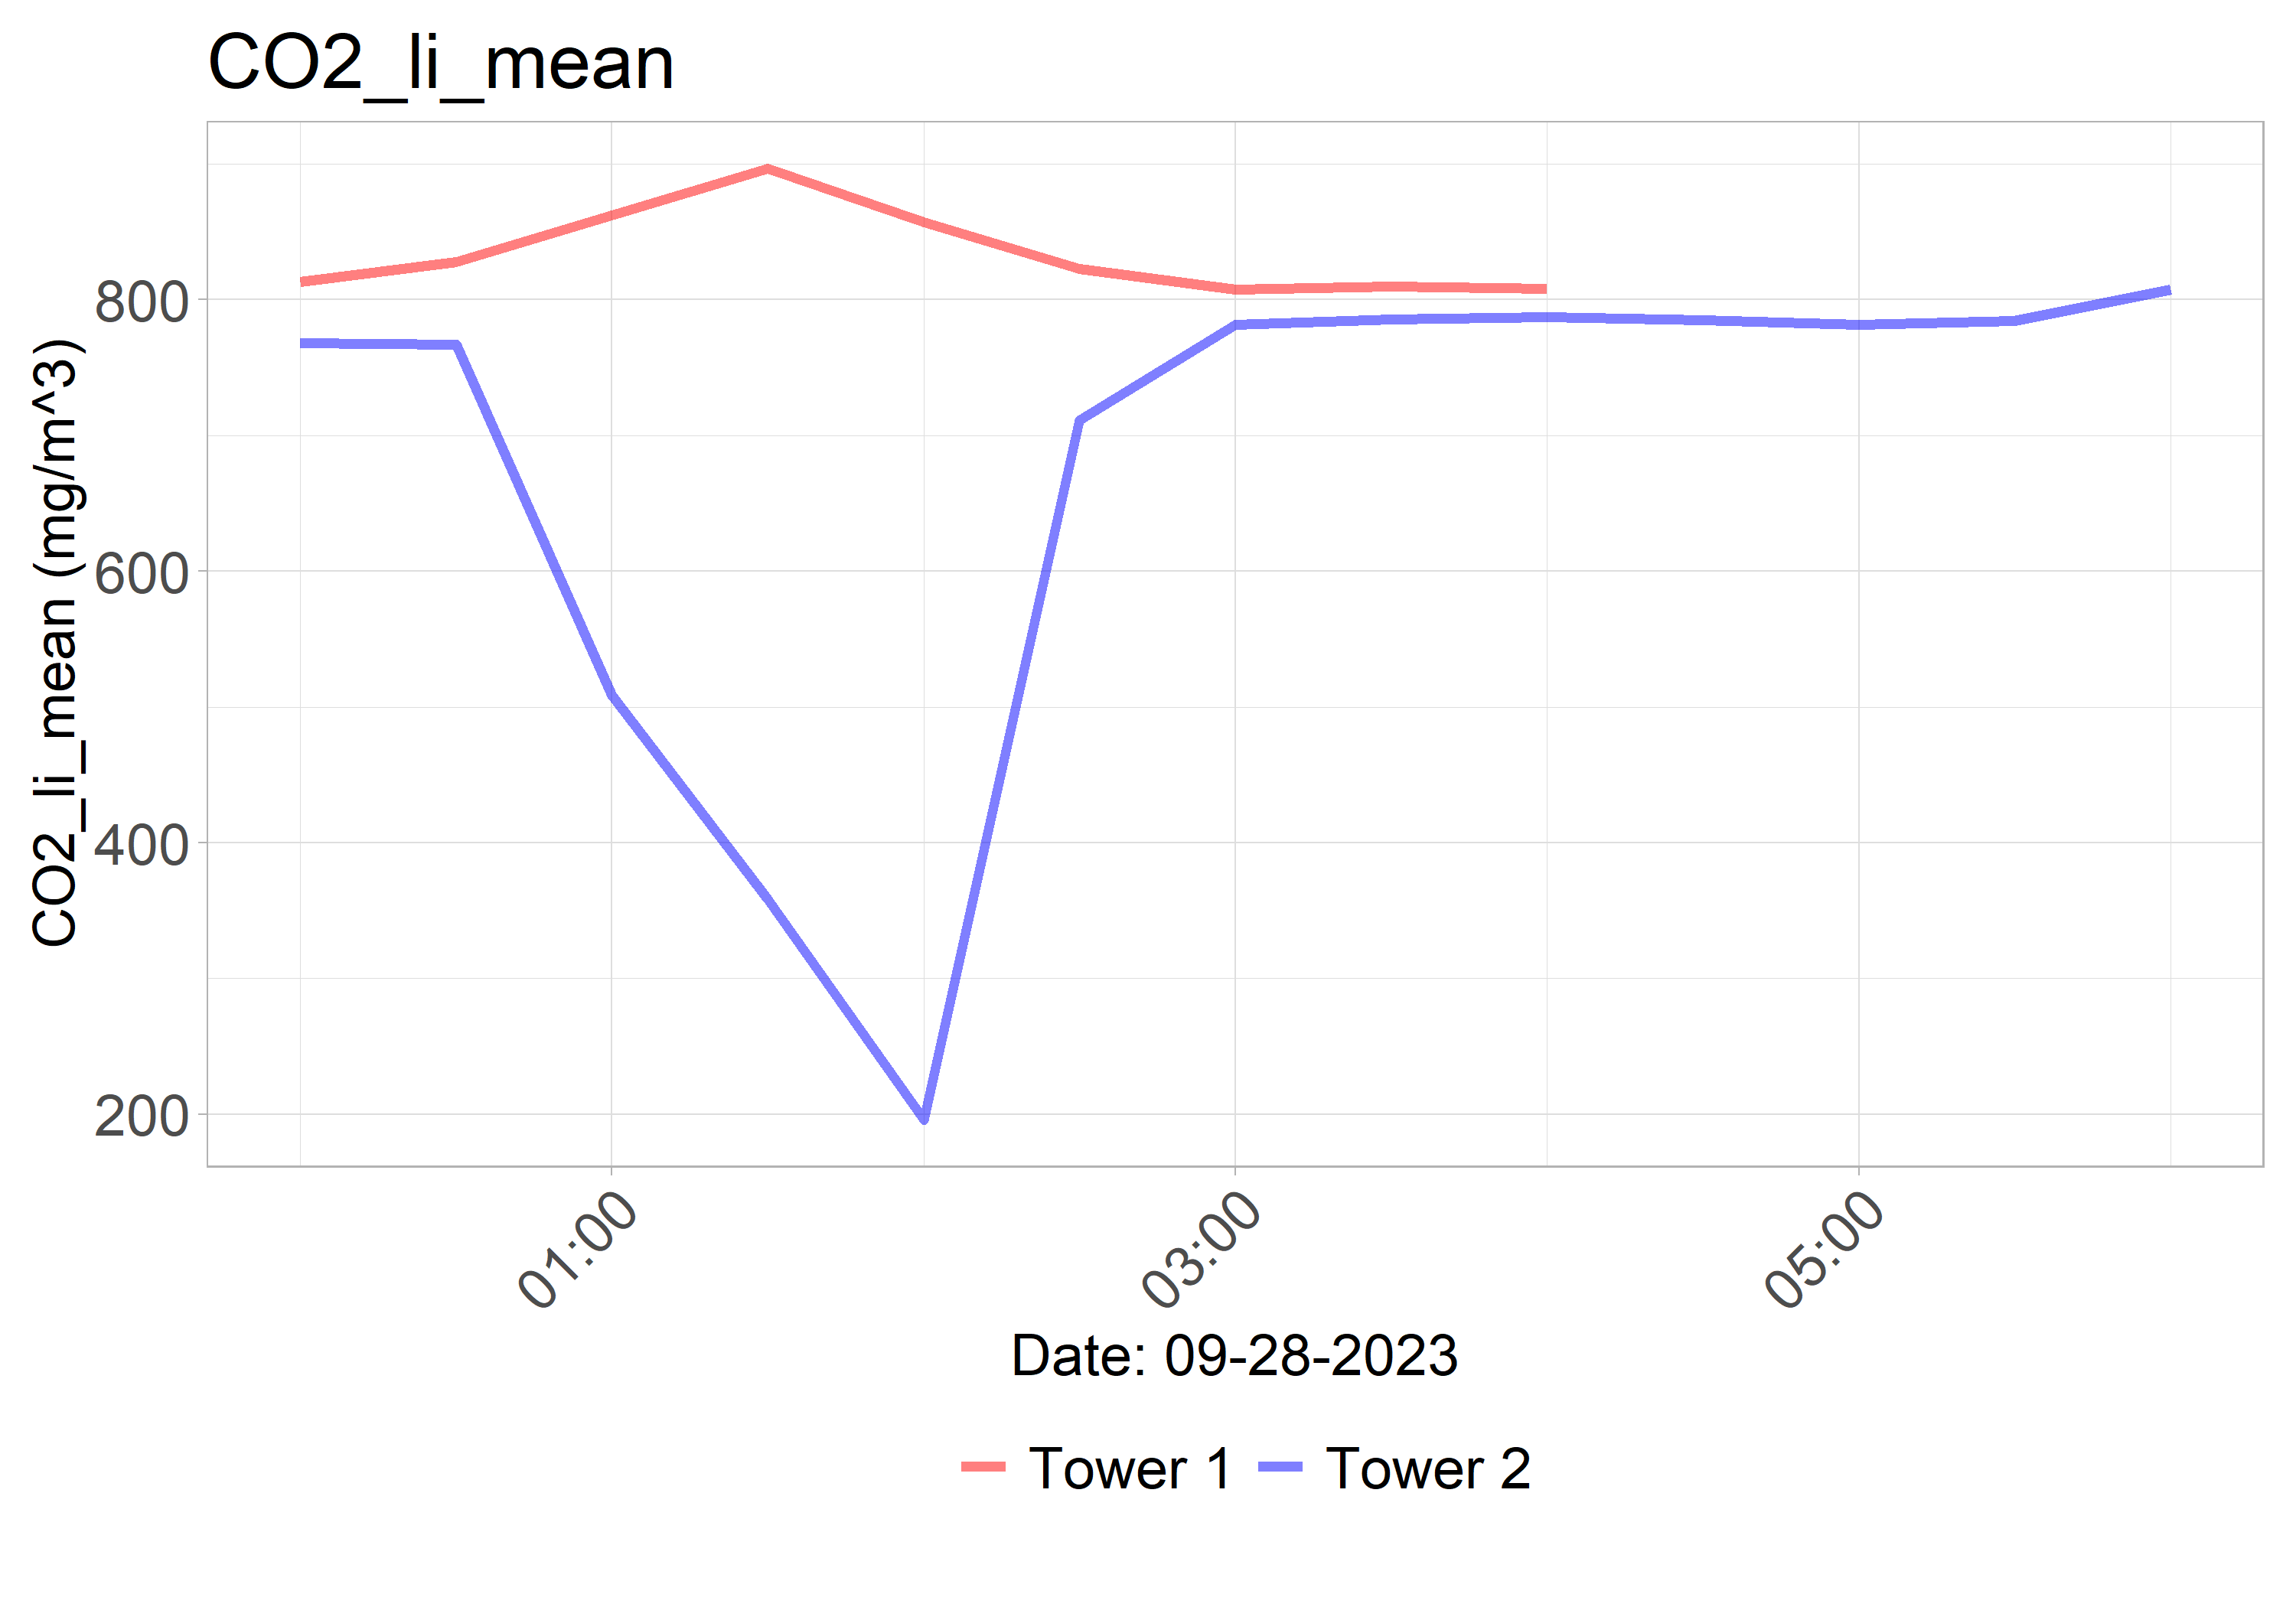 CO2_li_mean
CO2_li_mean (mg/m^3)
800
600
400
200
01:00
03:00
05:00
Date: 09-28-2023
Tower 1
Tower 2